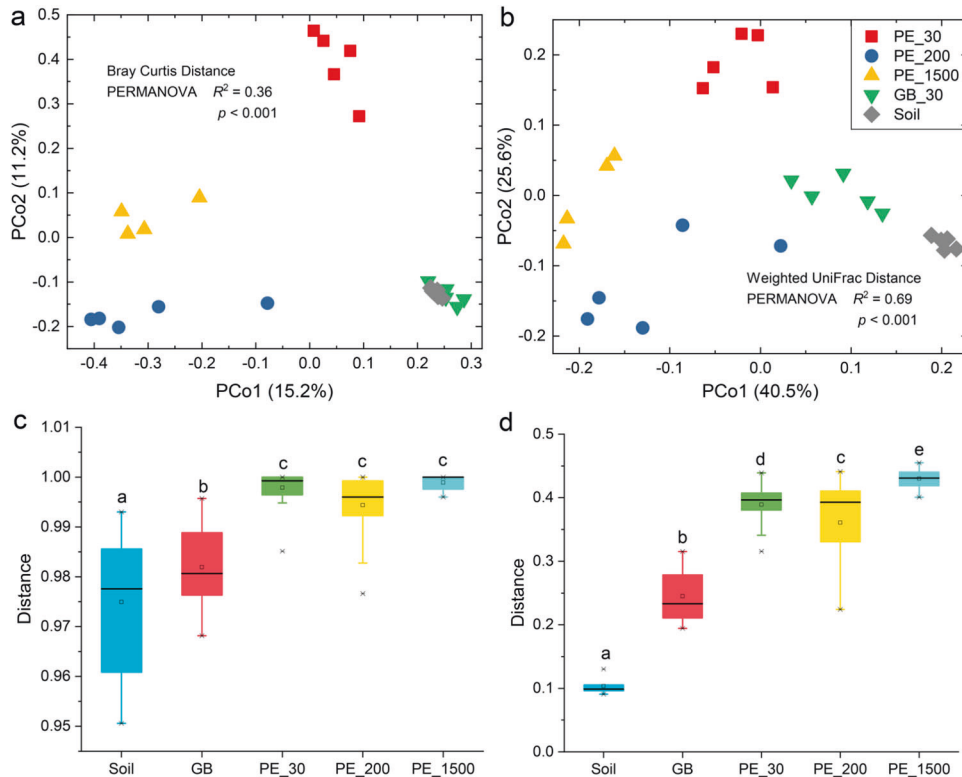 a
Bray Curtis Distance
PERMANOVA R² = 0.36
p < 0.001
PCo2 (11.2%)
0.5
0.4
0.3
0.2
0.1
0.0
-0.1
-0.2
-0.4 -0.3 -0.2 -0.1 0.0 0.1 0.2 0.3
PCo1 (15.2%)
b
PE_30
PE_200
PE_1500
GB_30
Soil
Weighted UniFrac Distance
PERMANOVA R² = 0.69
p < 0.001
PCo2 (25.6%)
0.2
0.1
0.0
-0.1
-0.2
-0.2 -0.1 0.0 0.1 0.2
PCo1 (40.5%)
c
Distance
1.01
1.00
0.99
0.98
0.97
0.96
0.95
a b c c c
Soil GB PE_30 PE_200 PE_1500
d
Distance
0.5
0.4
0.3
0.2
0.1
0.0
a b d c e
Soil GB PE_30 PE_200 PE_1500